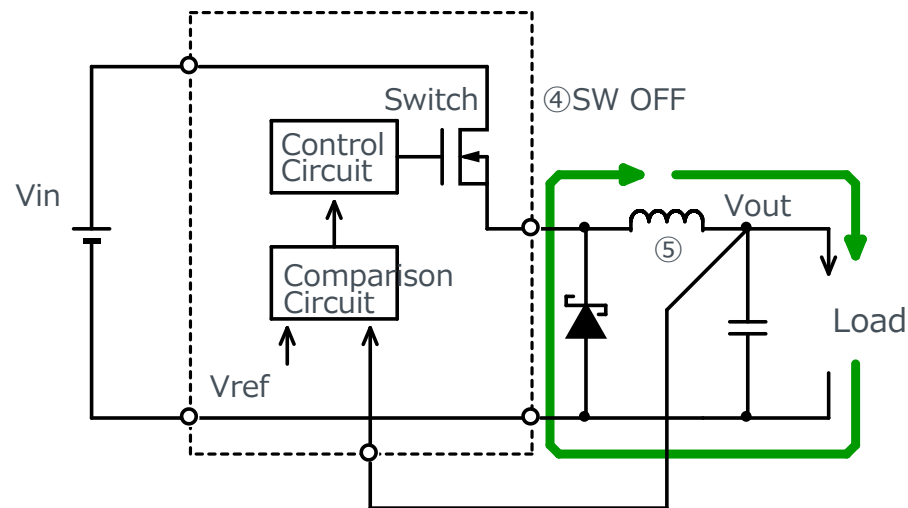 Switch
④SW OFF
Control
Circuit
Vin
Vout
⑤
Comparison
Circuit
Load
Vref